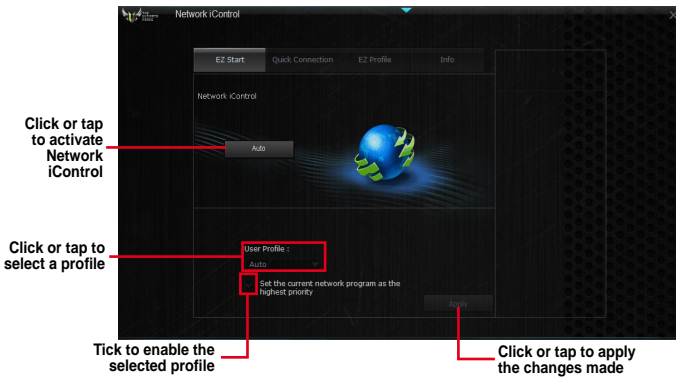 Network iControl
EZ Start
Quick Connection
EZ Profile
Info
Network iControl
Click or tap
to activate
Network
iControl
Auto
Click or tap to
select a profile
User Profile :
Auto
Set the current network program as the
highest priority
Apply
Tick to enable the
selected profile
Click or tap to apply
the changes made